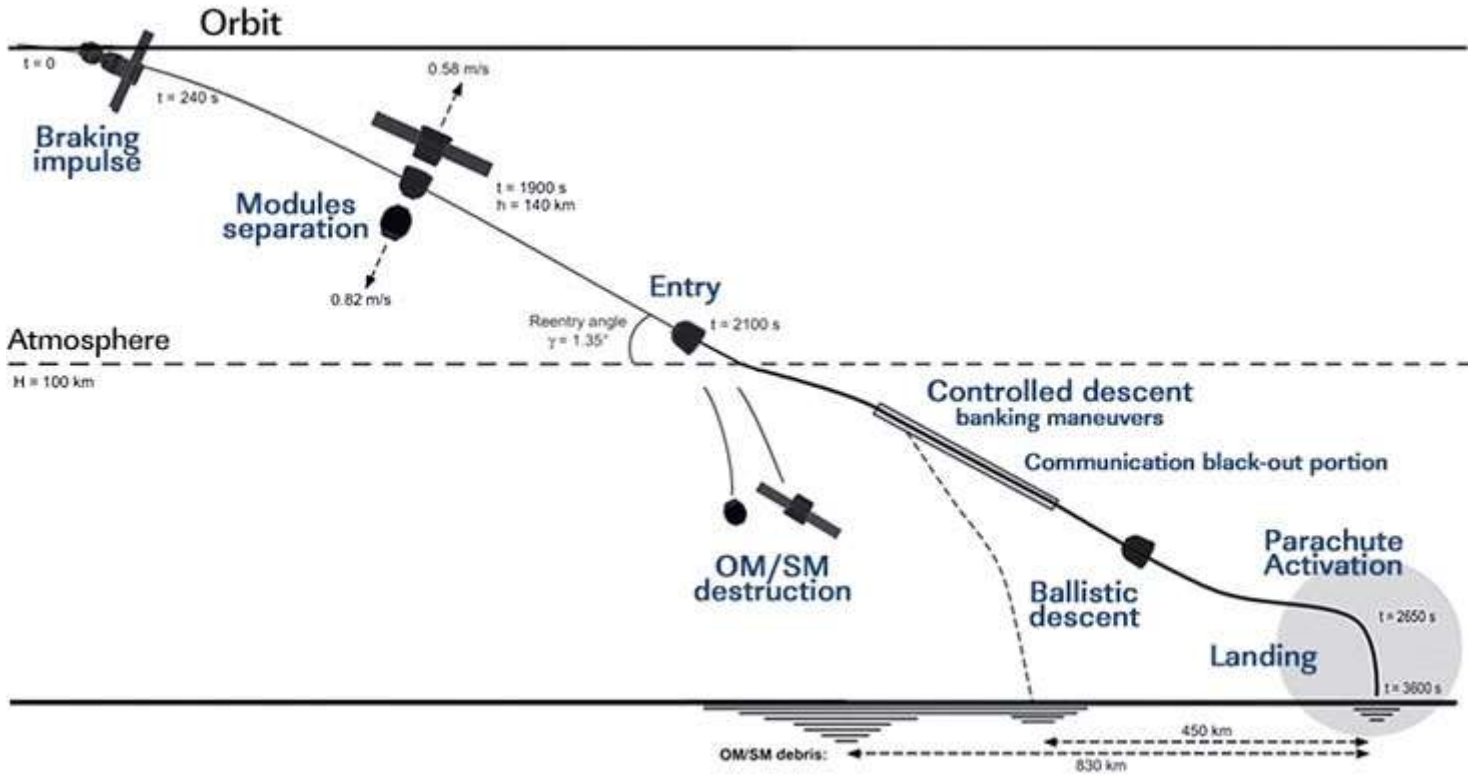 Orbit
t = 0
t = 240 s
Braking
impulse
0.58 m/s
t = 1900 s
h = 140 km
Modules
separation
0.82 m/s
Entry
Reentry angle
γ = 1.35°
t = 2100 s
Atmosphere
H = 100 km
Controlled descent
banking maneuvers
Communication black-out portion
OM/SM
destruction
Ballistic
descent
Parachute
Activation
t = 2650 s
Landing
t = 3600 s
450 km
OM/SM debris:
830 km